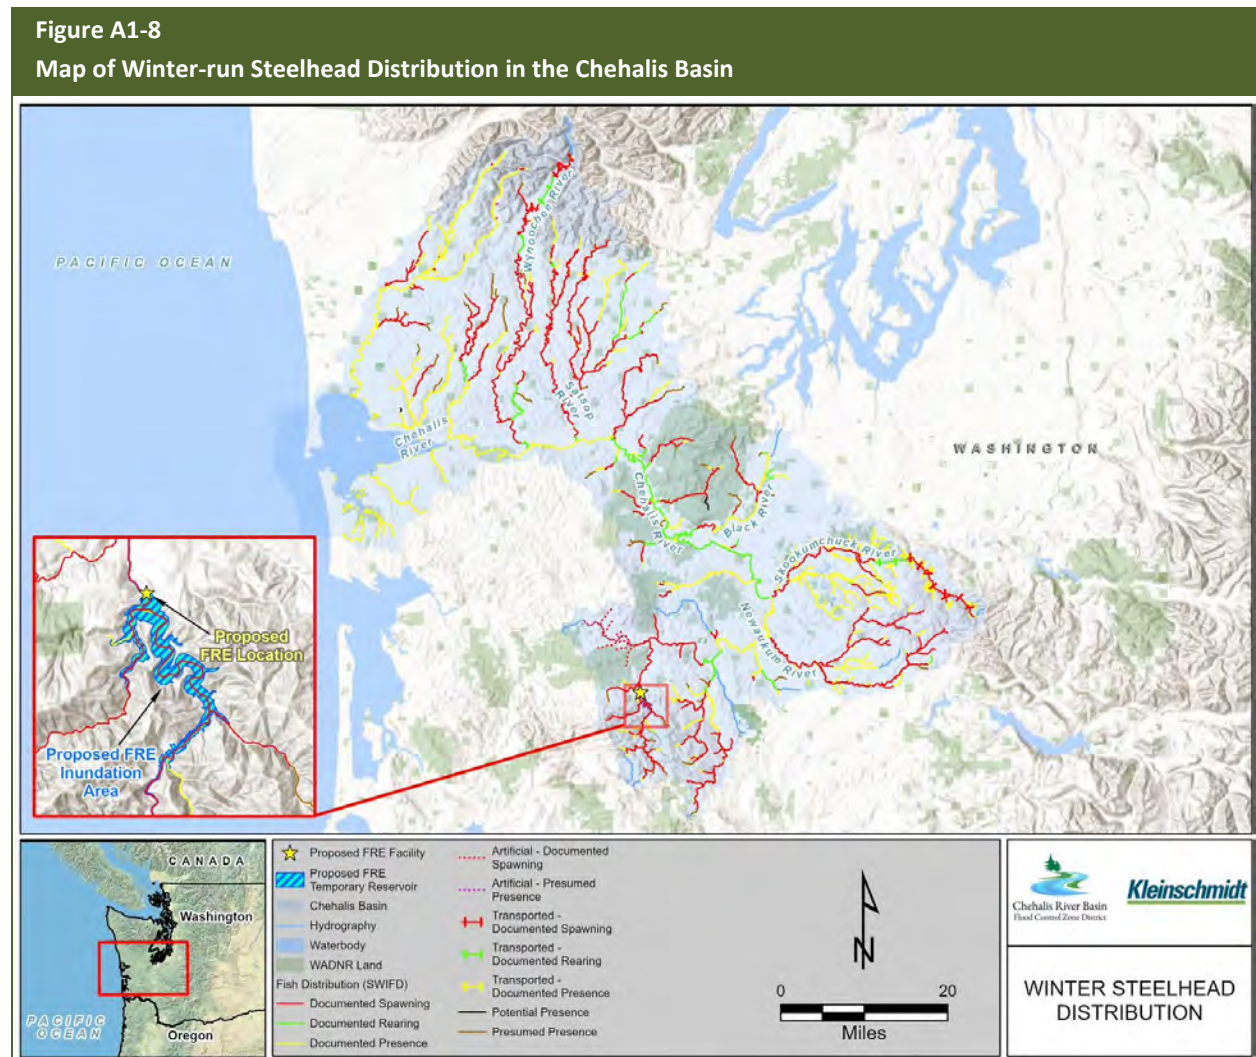 Figure A1-8
Map of Winter-run Steelhead Distribution in the Chehalis Basin
PACIFIC OCEAN
Wynoochee River
Satsop
River
Chehalis
River
WASHINGTON
Chehalis River
Black River
Skookumchuck River
Newaukum River
Proposed
FRE Location
Proposed FRE
Inundation
Area
CANADA
Washington
PACIFIC
OCEAN
Oregon
Proposed FRE Facility
Proposed FRE
Temporary Reservoir
Chehalis Basin
Hydrography
Waterbody
WADNR Land
Fish Distribution (SWIFD)
Documented Spawning
Documented Rearing
Documented Presence
Artificial - Documented
Spawning
Artificial - Presumed
Presence
Transported -
Documented Spawning
Transported -
Documented Rearing
Transported -
Documented Presence
Potential Presence
Presumed Presence
N
0 20
Miles
Chehalis River Basin
Flood Control Zone District
Kleinschmidt
WINTER STEELHEAD
DISTRIBUTION